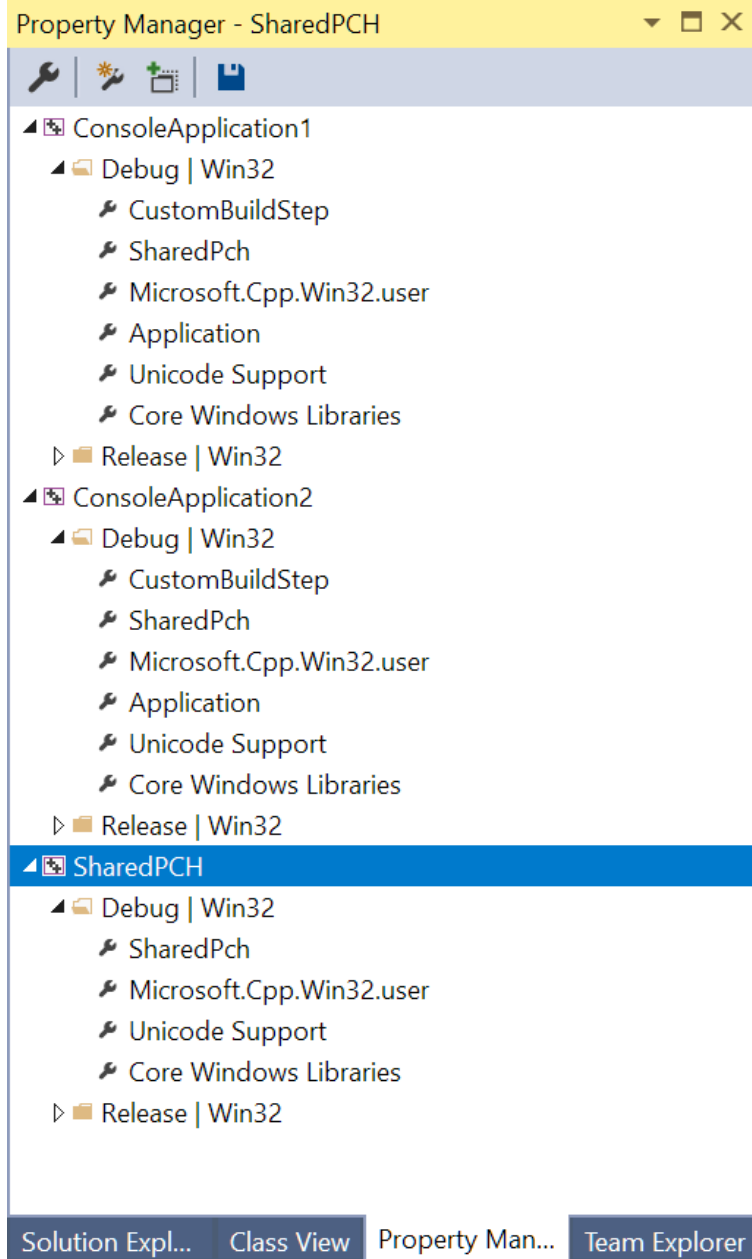 Property Manager - SharedPCH
ConsoleApplication1
Debug | Win32
CustomBuildStep
SharedPch
Microsoft.Cpp.Win32.user
Application
Unicode Support
Core Windows Libraries
Release | Win32
ConsoleApplication2
Debug | Win32
CustomBuildStep
SharedPch
Microsoft.Cpp.Win32.user
Application
Unicode Support
Core Windows Libraries
Release | Win32
SharedPCH
Debug | Win32
SharedPch
Microsoft.Cpp.Win32.user
Unicode Support
Core Windows Libraries
Release | Win32
Solution Expl... Class View Property Man... Team Explorer